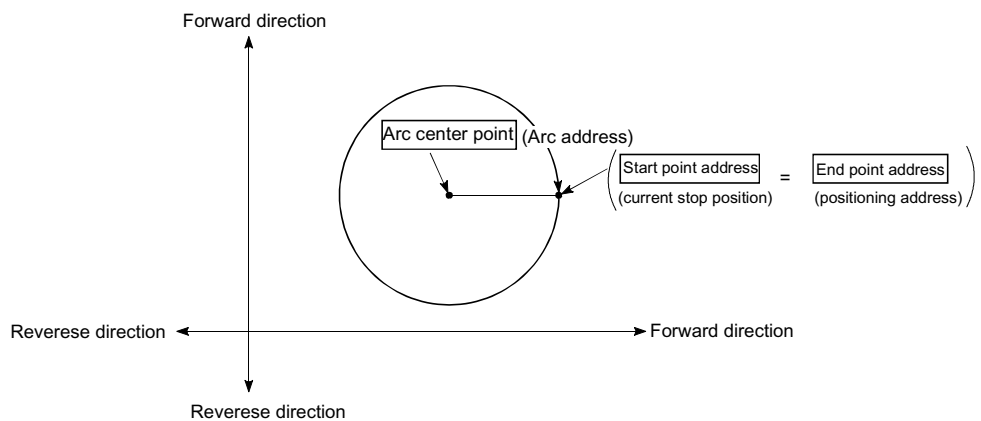 Forward direction
Arc center point (Arc address)
Start point address = End point address
(current stop position) (positioning address)
Reverese direction Forward direction
Reverese direction